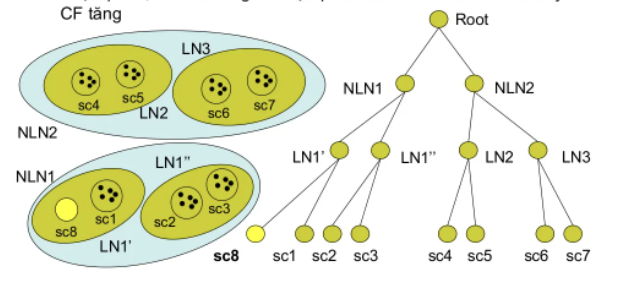 CF tăng
Root
LN3
NLN1
NLN2
sc4
sc5
sc6
sc7
LN2
NLN2
LN1'
LN1''
LN2
LN3
NLN1
LN1''
sc8
sc1
sc2
sc3
LN1'
sc8
sc1
sc2
sc3
sc4
sc5
sc6
sc7